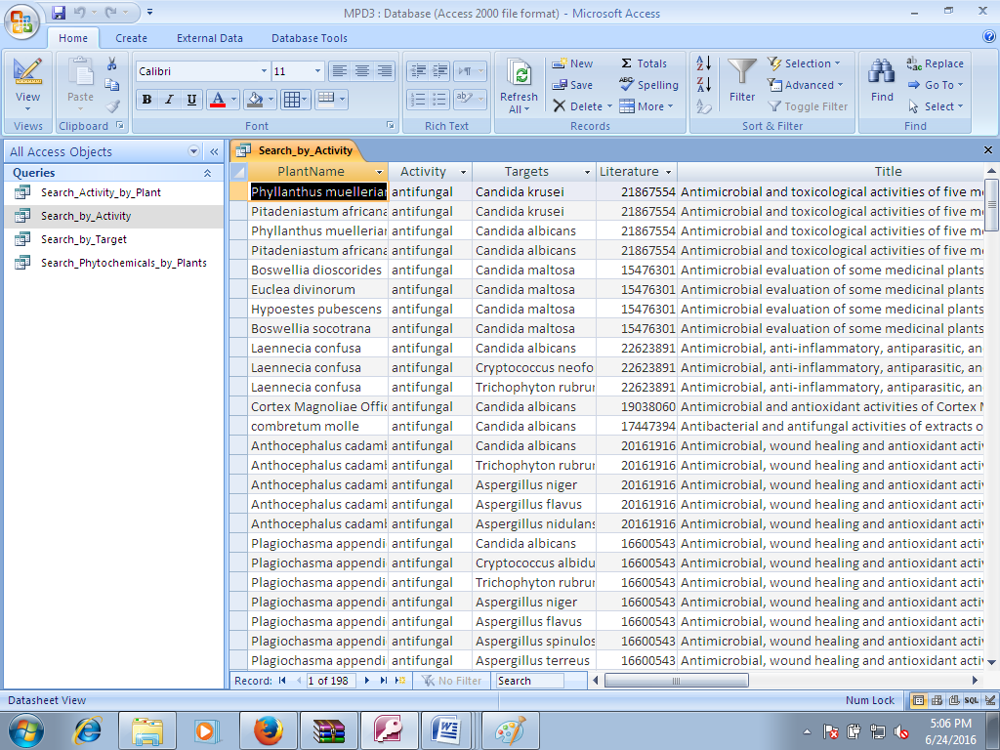 MPD3 : Database (Access 2000 file format) - Microsoft Access
Home Create External Data Database Tools
View
Views
Paste
Clipboard
Calibri 11
B I U A
Font
Rich Text
Refresh All
New
Save
Delete
Totals
Spelling
More
Records
Filter
Selection
Advanced
Toggle Filter
Sort & Filter
Find
Replace
Go To
Select
Find
All Access Objects
Queries
Search_Activity_by_Plant
Search_by_Activity
Search_by_Target
Search_Phytochemicals_by_Plants
Search_by_Activity
PlantName Activity Targets Literature Title
Phyllanthus muellerian antifungal Candida krusei 21867554 Antimicrobial and toxicological activities of five me
Pitadeniastum africana antifungal Candida krusei 21867554 Antimicrobial and toxicological activities of five me
Phyllanthus muellerian antifungal Candida albicans 21867554 Antimicrobial and toxicological activities of five me
Pitadeniastum africana antifungal Candida albicans 21867554 Antimicrobial and toxicological activities of five me
Boswellia dioscorides antifungal Candida maltosa 15476301 Antimicrobial evaluation of some medicinal plants
Euclea divinorum antifungal Candida maltosa 15476301 Antimicrobial evaluation of some medicinal plants
Hypoestes pubescens antifungal Candida maltosa 15476301 Antimicrobial evaluation of some medicinal plants
Boswellia socotrana antifungal Candida maltosa 15476301 Antimicrobial evaluation of some medicinal plants
Laennecia confusa antifungal Candida albicans 22623891 Antimicrobial, anti-inflammatory, antiparasitic, an
Laennecia confusa antifungal Cryptococcus neofo 22623891 Antimicrobial, anti-inflammatory, antiparasitic, an
Laennecia confusa antifungal Trichophyton rubrun 22623891 Antimicrobial, anti-inflammatory, antiparasitic, an
Cortex Magnoliae Offic antifungal Candida albicans 19038060 Antimicrobial and antioxidant activities of Cortex M
combretum molle antifungal Candida albicans 17447394 Antibacterial and antifungal activities of extracts o
Anthocephalus cadamb antifungal Candida albicans 20161916 Antimicrobial, wound healing and antioxidant activ
Anthocephalus cadamb antifungal Trichophyton rubrun 20161916 Antimicrobial, wound healing and antioxidant activ
Anthocephalus cadamb antifungal Aspergillus niger 20161916 Antimicrobial, wound healing and antioxidant activ
Anthocephalus cadamb antifungal Aspergillus flavus 20161916 Antimicrobial, wound healing and antioxidant activ
Anthocephalus cadamb antifungal Aspergillus nidulans 20161916 Antimicrobial, wound healing and antioxidant activ
Plagiochasma appendi antifungal Candida albicans 16600543 Antimicrobial, wound healing and antioxidant activ
Plagiochasma appendi antifungal Cryptococcus albidu 16600543 Antimicrobial, wound healing and antioxidant activ
Plagiochasma appendi antifungal Trichophyton rubrun 16600543 Antimicrobial, wound healing and antioxidant activ
Plagiochasma appendi antifungal Aspergillus niger 16600543 Antimicrobial, wound healing and antioxidant activ
Plagiochasma appendi antifungal Aspergillus flavus 16600543 Antimicrobial, wound healing and antioxidant activ
Plagiochasma appendi antifungal Aspergillus spinulos 16600543 Antimicrobial, wound healing and antioxidant activ
Plagiochasma appendi antifungal Aspergillus terreus 16600543 Antimicrobial, wound healing and antioxidant activ
Record: 1 of 198 No Filter Search
Datasheet View Num Lock SQL
5:06 PM
6/24/2016